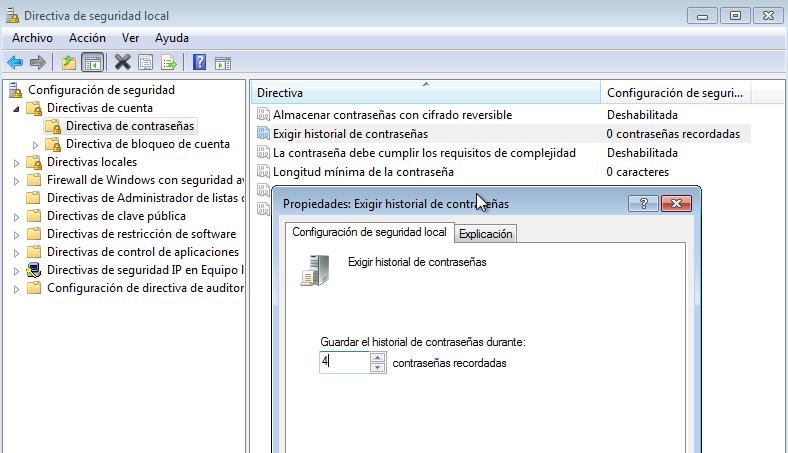 Directiva de seguridad local
Archivo Acción Ver Ayuda
Configuración de seguridad
Directivas de cuenta
Directiva de contraseñas
Directiva de bloqueo de cuenta
Directivas locales
Firewall de Windows con seguridad av
Directivas de Administrador de listas c
Directivas de clave pública
Directivas de restricción de software
Directivas de control de aplicaciones
Directivas de seguridad IP en Equipo l
Configuración de directiva de auditor
Directiva Configuración de seguri...
Almacenar contraseñas con cifrado reversible Deshabilitada
Exigir historial de contraseñas 0 contraseñas recordadas
La contraseña debe cumplir los requisitos de complejidad Deshabilitada
Longitud mínima de la contraseña 0 caracteres
Propiedades: Exigir historial de contraseñas
Configuración de seguridad local Explicación
Exigir historial de contraseñas
Guardar el historial de contraseñas durante:
4 contraseñas recordadas